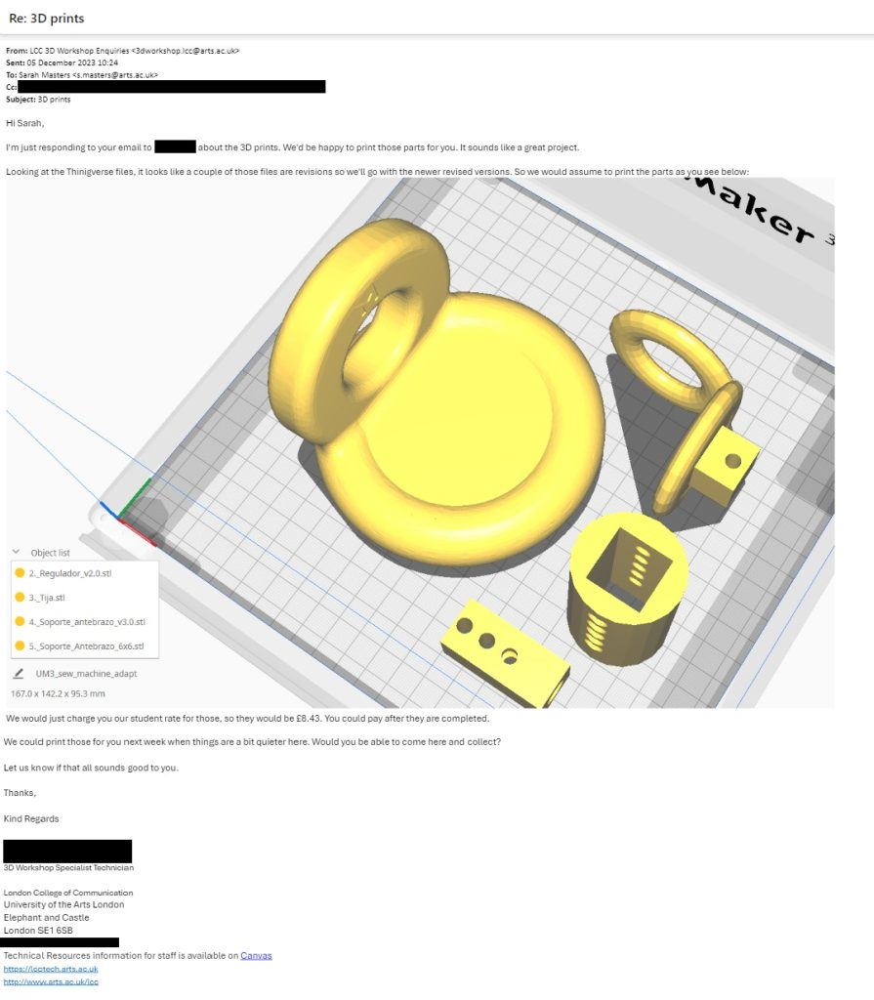 Re: 3D prints
From: LCC 3D Workshop Enquiries <3dworkshop.lcc@arts.ac.uk>
Sent: 05 December 2023 10:24
To: Sarah Masters <s.masters@arts.ac.uk>
Cc:
Subject: 3D prints
Hi Sarah,
I'm just responding to your email to about the 3D prints. We'd be happy to print those parts for you. It sounds like a great project.
Looking at the Thinigverse files, it looks like a couple of those files are revisions so we'll go with the newer revised versions. So we would assume to print the parts as you see below:
Maker 3
Object list
2._Regulador_v2.0.stl
3._Tija.stl
4._Soporte_antebrazo_v3.0.stl
5._Soporte_Antebrazo_6x6.stl
UM3_sew_machine_adapt
167.0 x 142.2 x 95.3 mm
We would just charge you our student rate for those, so they would be £8.43. You could pay after they are completed.
We could print those for you next week when things are a bit quieter here. Would you be able to come here and collect?
Let us know if that all sounds good to you.
Thanks,
Kind Regards
3D Workshop Specialist Technician
London College of Communication
University of the Arts London
Elephant and Castle
London SE1 6SB
Technical Resources information for staff is available on Canvas
https://lcctech.arts.ac.uk
http://www.arts.ac.uk/lcc